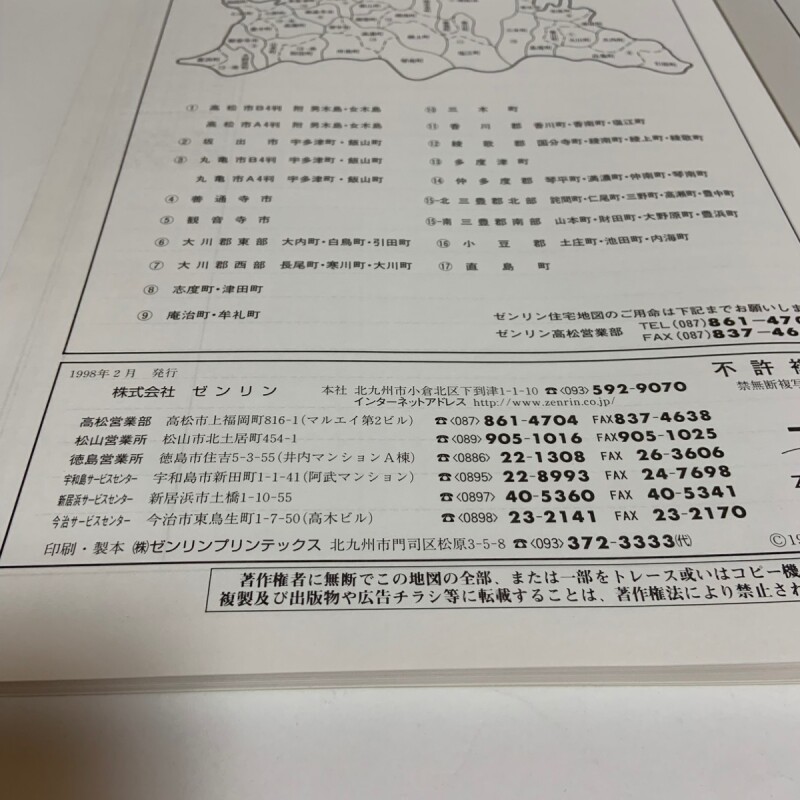 ① 高松市B4判 附 男木島・女木島
高松市A4判 附 男木島・女木島
② 坂出市 宇多津町・飯山町
③ 丸亀市B4判 宇多津町・飯山町
丸亀市A4判 宇多津町・飯山町
④ 善通寺市
⑤ 観音寺市
⑥ 大川郡東部 大内町・白鳥町・引田町
⑦ 大川郡西部 長尾町・寒川町・大川町
⑧ 志度町・津田町
⑨ 庵治町・牟礼町
⑩ 三木町
⑪ 香川郡 香川町・香南町・塩江町
⑫ 綾歌郡 国分寺町・綾南町・綾上町・綾歌町
⑬ 多度津町
⑭ 仲多度郡 琴平町・満濃町・仲南町・琴南町
⑮-北 三豊郡北部 詫間町・仁尾町・三野町・高瀬町・豊中町
⑮-南 三豊郡南部 山本町・財田町・大野原町・豊浜町
⑯ 小豆郡 土庄町・池田町・内海町
⑰ 直島町
ゼンリン住宅地図のご用命は下記までお願いしま
ゼンリン高松営業部 TEL(087)861-470
FAX(087)837-46
1998年2月 発行
不許複
株式会社 ゼンリン 本社 北九州市小倉北区下到津1-1-10 ☎〈093〉592-9070
禁無断複写
インターネットアドレス http://www.zenrin.co.jp/
高松営業部 高松市上福岡町816-1(マルエイ第2ビル) ☎〈087〉861-4704 FAX837-4638
松山営業所 松山市北土居町454-1 ☎〈089〉905-1016 FAX905-1025
徳島営業所 徳島市住吉5-3-55(井内マンションA棟) ☎〈0886〉22-1308 FAX 26-3606
宇和島サービスセンター 宇和島市新田町1-1-41(阿武マンション) ☎〈0895〉22-8993 FAX 24-7698
新居浜サービスセンター 新居浜市土橋1-10-55 ☎〈0897〉40-5360 FAX 40-5341
今治サービスセンター 今治市東鳥生町1-7-50(高木ビル) ☎〈0898〉23-2141 FAX 23-2170
印刷・製本 ㈱ゼンリンプリンテックス 北九州市門司区松原3-5-8 ☎〈093〉372-3333㈹
©19
著作権者に無断でこの地図の全部、または一部をトレース或いはコピー機
複製及び出版物や広告チラシ等に転載することは、著作権法により禁止され